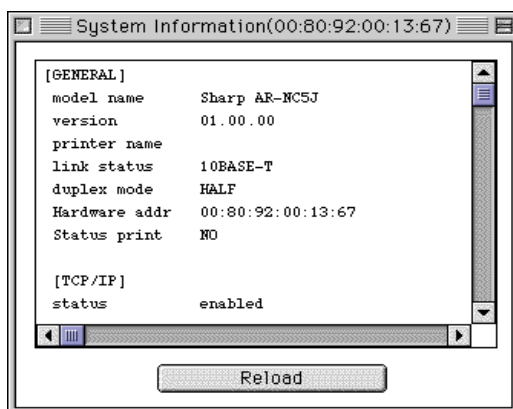 System Information(00:80:92:00:13:67)
[GENERAL]
model name Sharp AR-NC5J
version 01.00.00
printer name
link status 10BASE-T
duplex mode HALF
Hardware addr 00:80:92:00:13:67
Status print NO
[TCP/IP]
status enabled
Reload